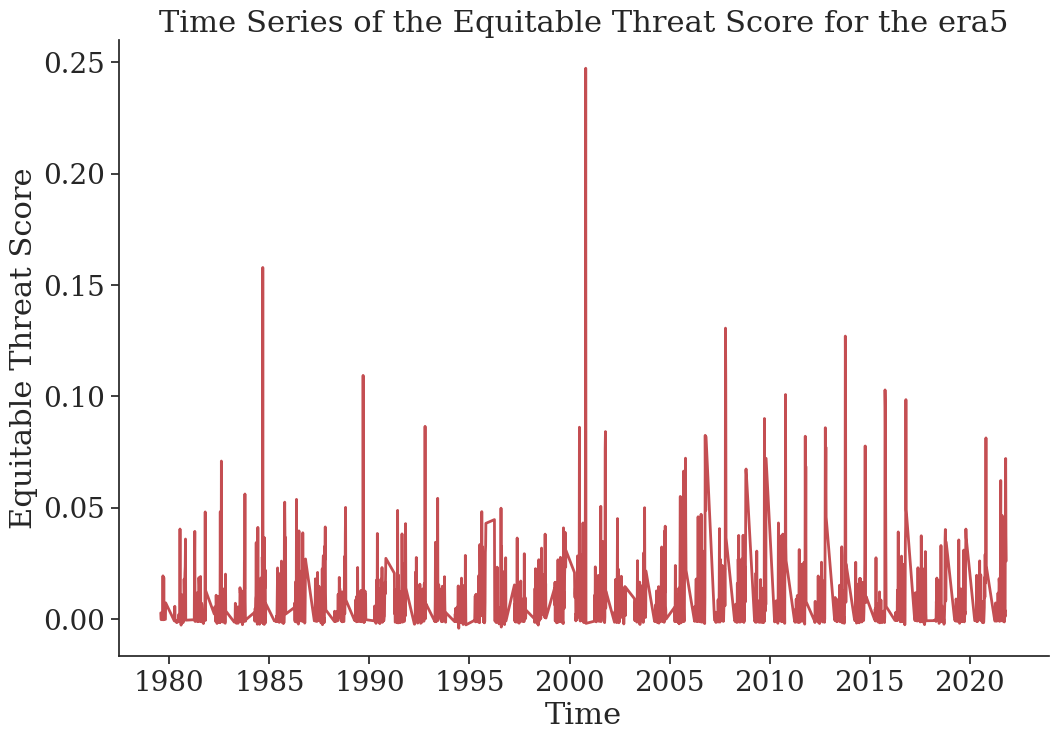 Time Series of the Equitable Threat Score for the era5
Equitable Threat Score
0.25
0.20
0.15
0.10
0.05
0.00
1980 1985 1990 1995 2000 2005 2010 2015 2020
Time